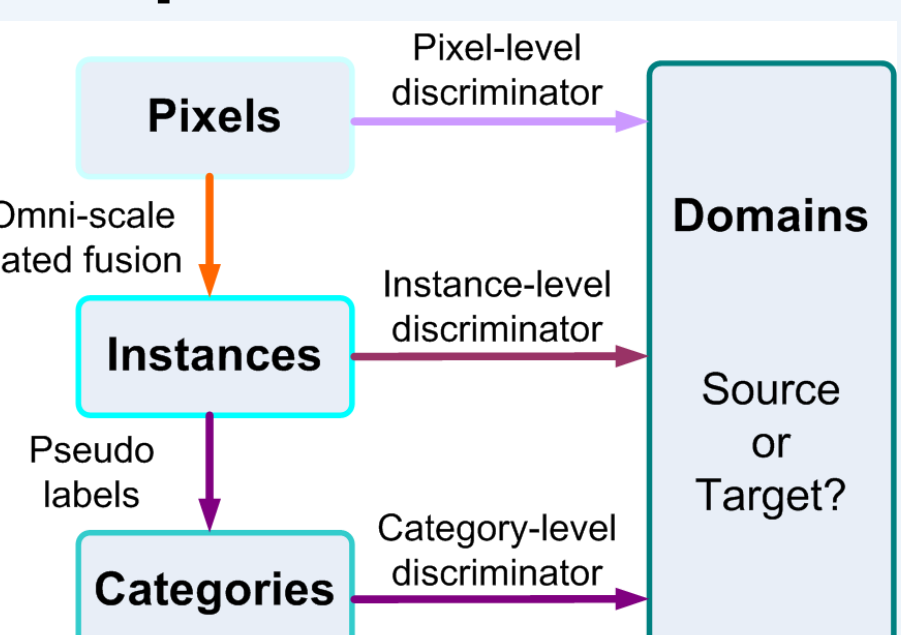 Pixel-level
discriminator
Pixels
Omni-scale
ated fusion
Domains
Instance-level
discriminator
Instances
Source
or
Target?
Pseudo
labels
Category-level
discriminator
Categories